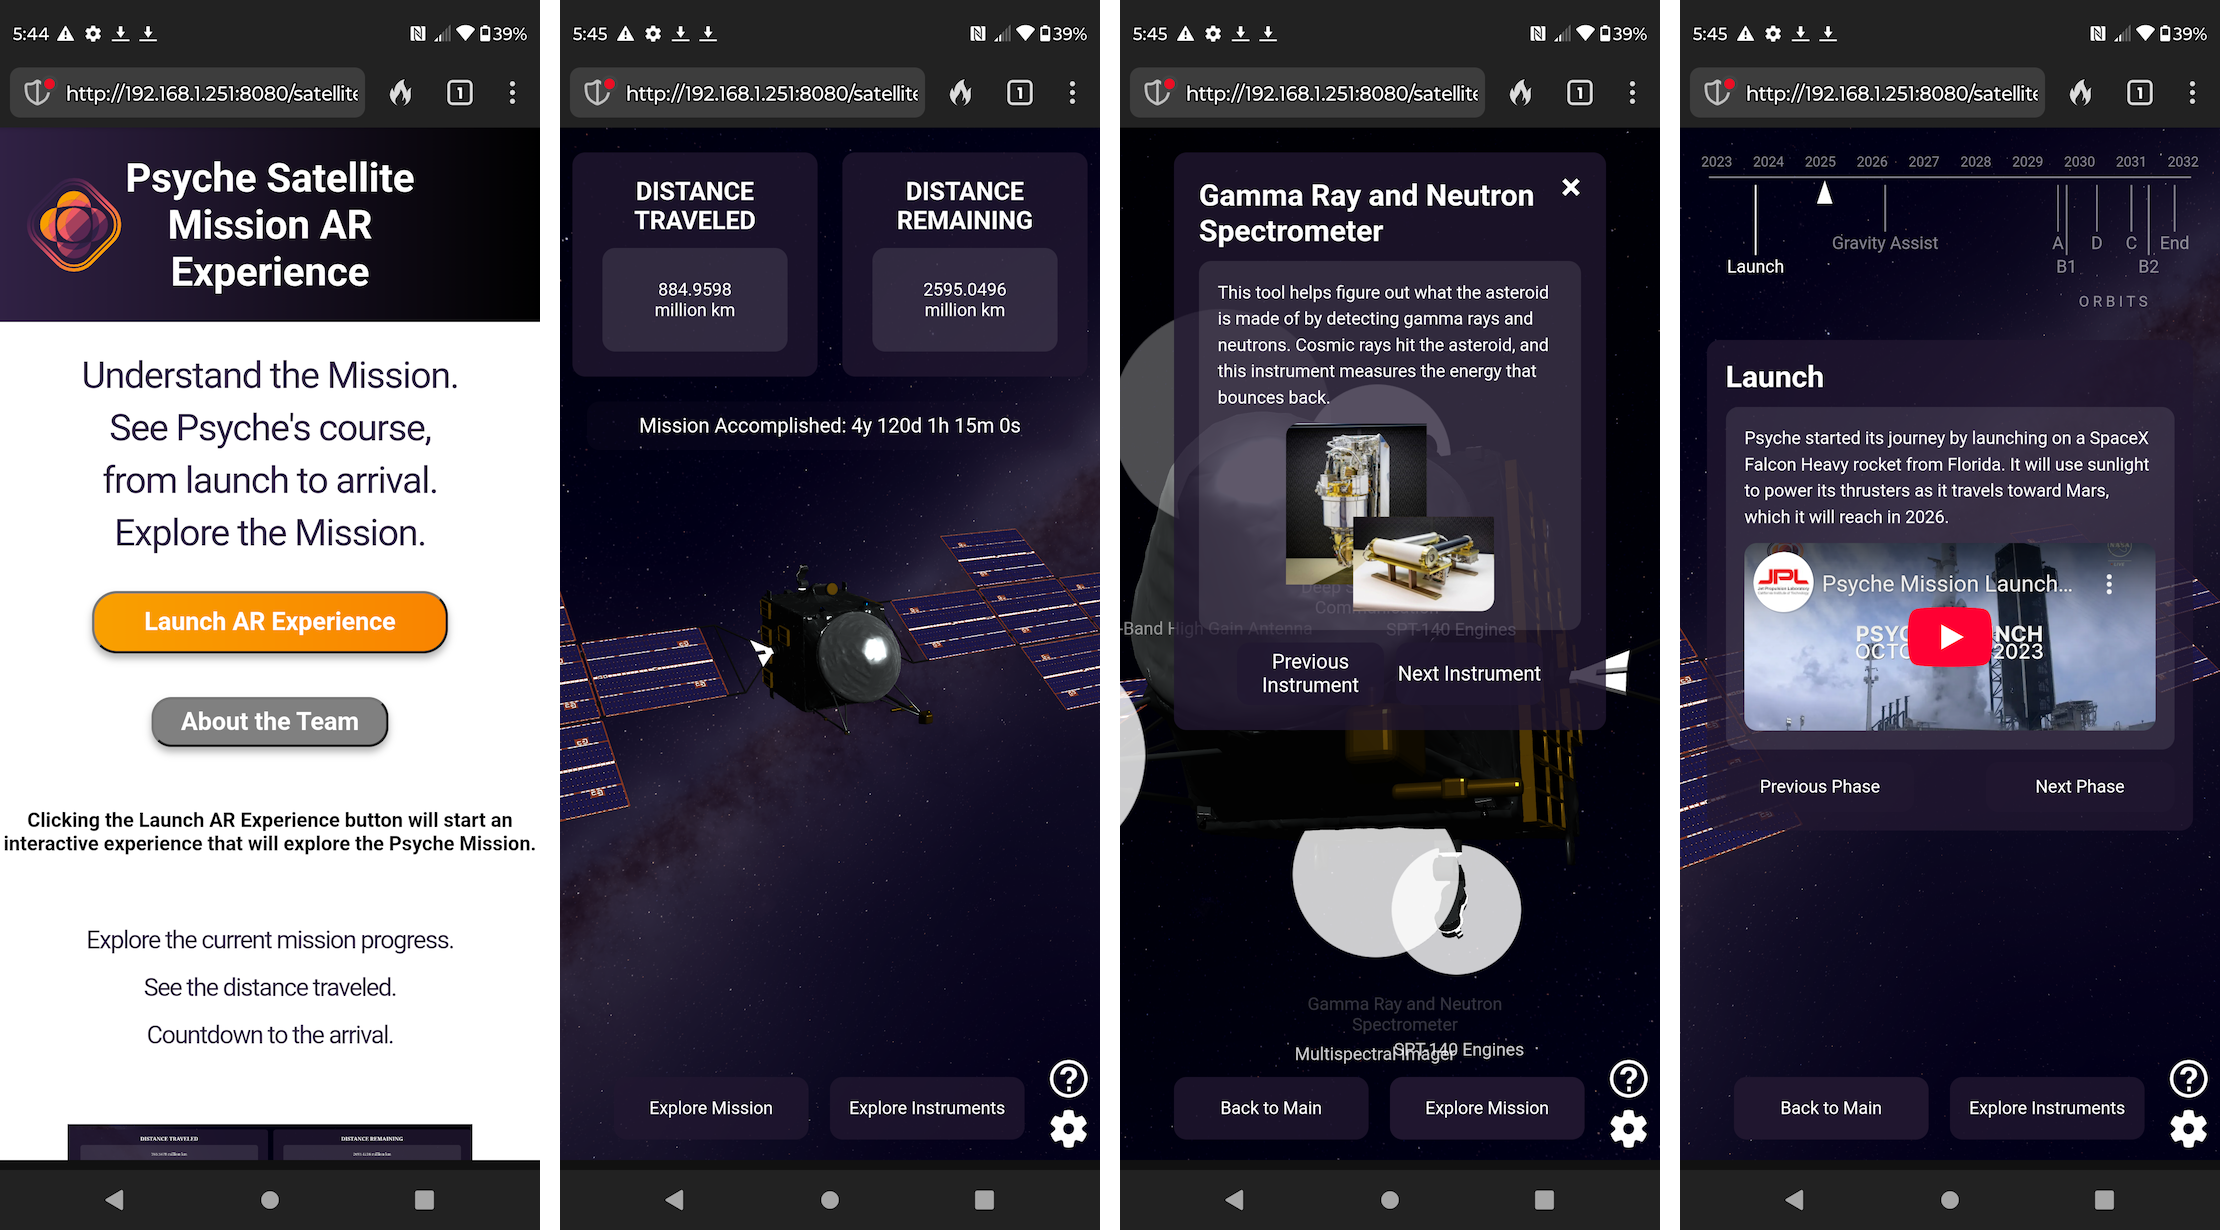 5:44
39%
http://192.168.1.251:8080/satellite
1
Psyche Satellite
Mission AR
Experience
Understand the Mission.
See Psyche's course,
from launch to arrival.
Explore the Mission.
Launch AR Experience
About the Team
Clicking the Launch AR Experience button will start an
interactive experience that will explore the Psyche Mission.
Explore the current mission progress.
See the distance traveled.
Countdown to the arrival.
DISTANCE TRAVELED
DISTANCE REMAINING
5:45
39%
http://192.168.1.251:8080/satellite
1
DISTANCE
TRAVELED
884.9598
million km
DISTANCE
REMAINING
2595.0496
million km
Mission Accomplished: 4y 120d 1h 15m 0s
Explore Mission
Explore Instruments
?
5:45
39%
http://192.168.1.251:8080/satellite
1
Gamma Ray and Neutron
Spectrometer
This tool helps figure out what the asteroid
is made of by detecting gamma rays and
neutrons. Cosmic rays hit the asteroid, and
this instrument measures the energy that
bounces back.
Deep
-Band High Gain Antenna
SPT-140 Engines
Previous
Instrument
Next Instrument
Gamma Ray and Neutron
Spectrometer
Multispectral Imager
SPT-140 Engines
Back to Main
Explore Mission
?
5:45
39%
http://192.168.1.251:8080/satellite
1
2023 2024 2025 2026 2027 2028 2029 2030 2031 2032
Gravity Assist
A D C End
Launch
B1 B2
ORBITS
Launch
Psyche started its journey by launching on a SpaceX
Falcon Heavy rocket from Florida. It will use sunlight
to power its thrusters as it travels toward Mars,
which it will reach in 2026.
JPL
Psyche Mission Launch...
2023
Previous Phase
Next Phase
Back to Main
Explore Instruments
?